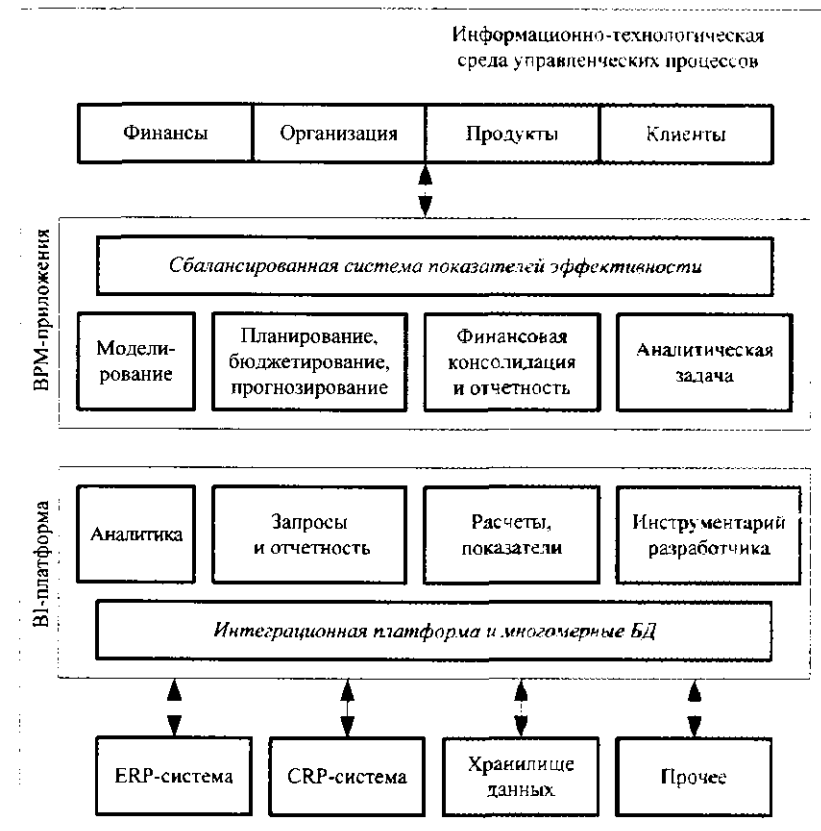 Информационно-технологическая
среда управленческих процессов
Финансы
Организация
Продукты
Клиенты
BPM-приложения
Сбалансированная система показателей эффективности
Модели-
рование
Планирование,
бюджетирование,
прогнозирование
Финансовая
консолидация
и отчетность
Аналитическая
задача
BI-платформа
Аналитика
Запросы
и отчетность
Расчеты,
показатели
Инструментарий
разработчика
Интеграционная платформа и многомерные БД
ERP-система
CRP-система
Хранилище
данных
Прочее